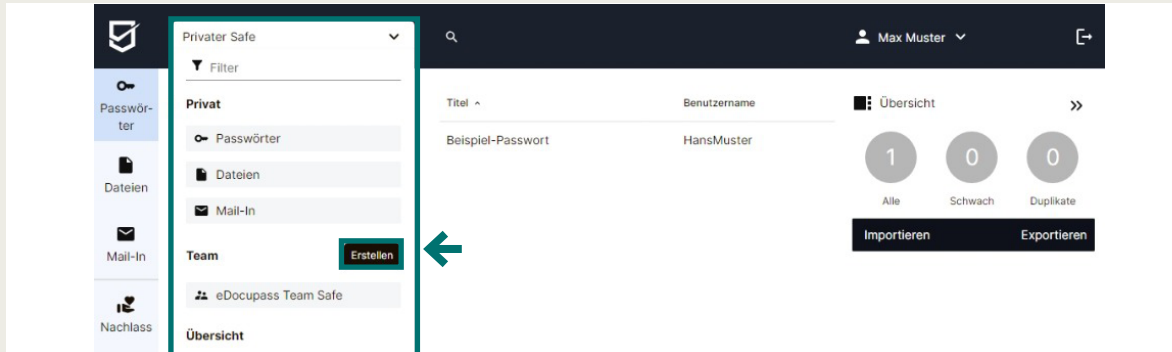 Privater Safe
Max Muster
Filter
Passwör-
ter
Privat
Passwörter
Dateien
Mail-In
Dateien
Mail-In
Team
Erstellen
eDocupass Team Safe
Nachlass
Übersicht
Titel
Benutzername
Beispiel-Passwort
HansMuster
Übersicht
1
0
0
Alle
Schwach
Duplikate
Importieren
Exportieren